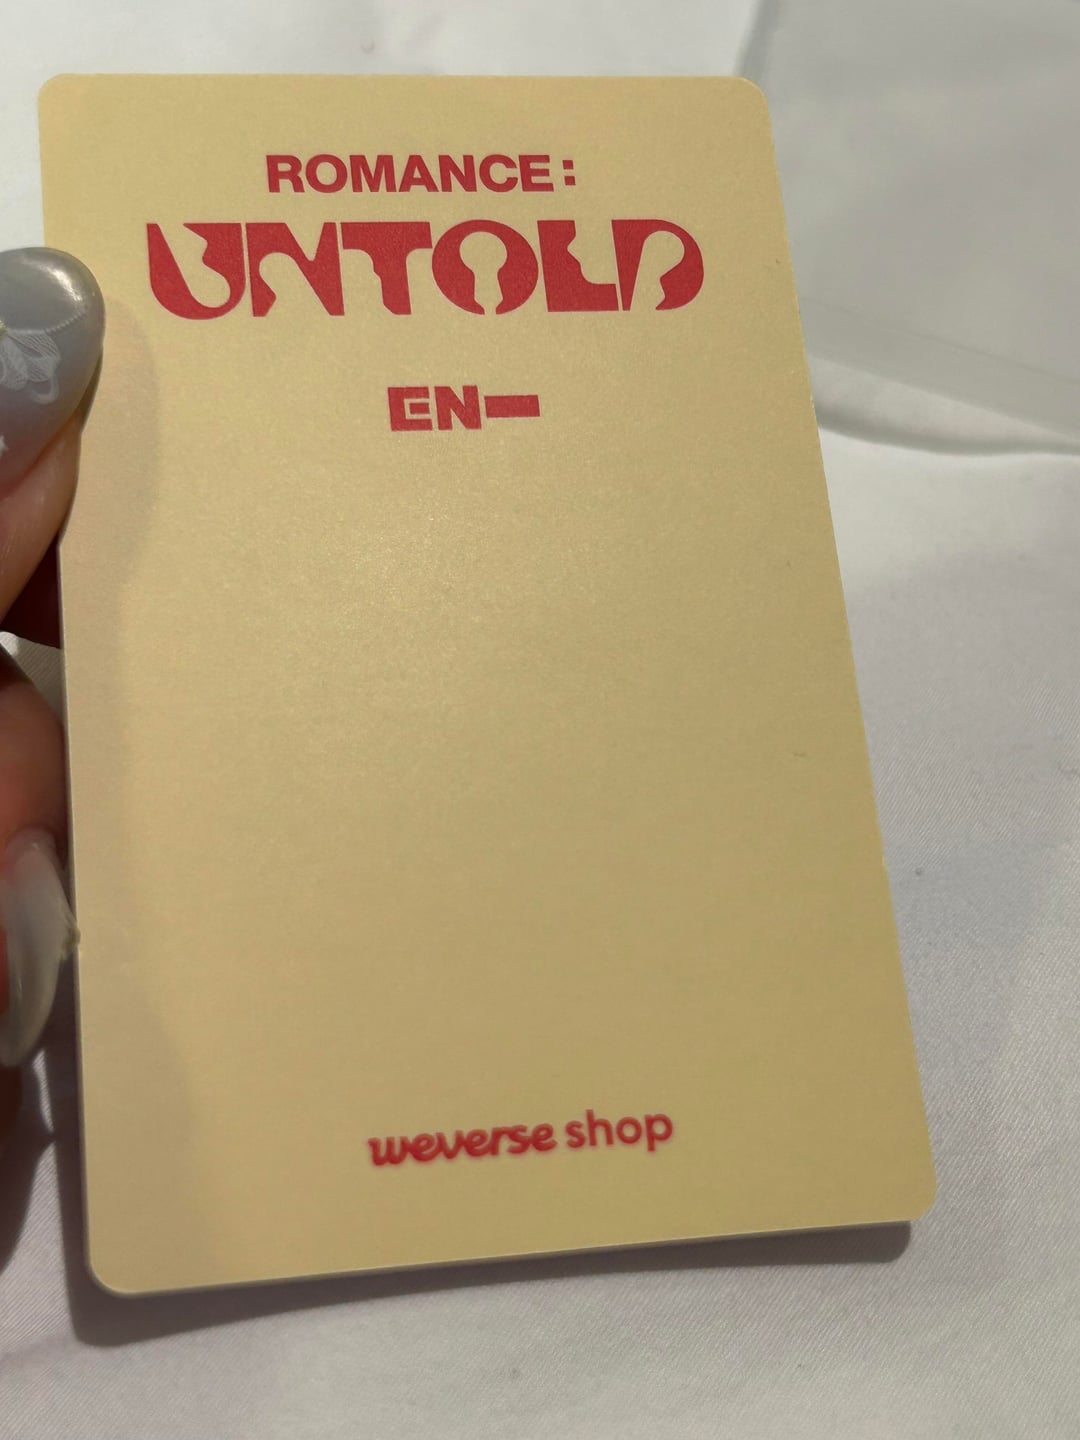 ROMANCE:
UNTOLD
EN-
weverse shop